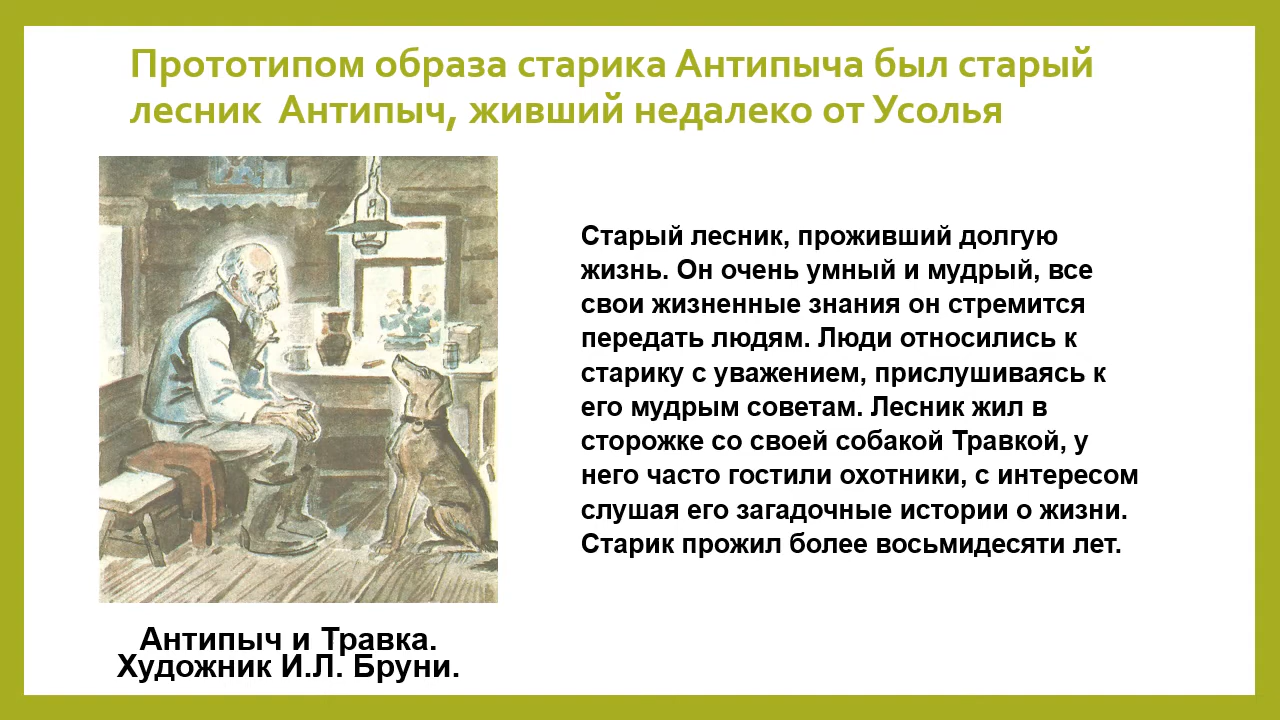 Прототипом образа старика Антипыча был старый
лесник Антипыч, живший недалеко от Усолья
Старый лесник, проживший долгую
жизнь. Он очень умный и мудрый, все
свои жизненные знания он стремится
передать людям. Люди относились к
старику с уважением, прислушиваясь к
его мудрым советам. Лесник жил в
сторожке со своей собакой Травкой, у
него часто гостили охотники, с интересом
слушая его загадочные истории о жизни.
Старик прожил более восьмидесяти лет.
Антипыч и Травка.
Художник И.Л. Бруни.